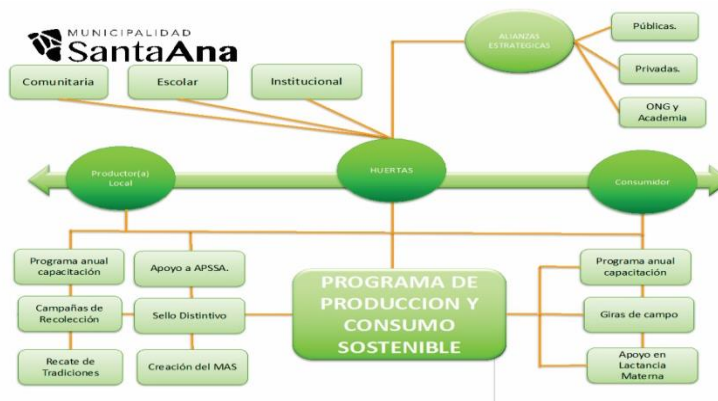 MUNICIPALIDAD
SantaAna
Comunitaria
Escolar
Institucional
ALIANZAS
ESTRATEGICAS
Públicas.
Privadas.
ONG y
Academia
Productor(a)
Local
HUERTAS
Consumidor
Programa anual
capacitación
Campañas de
Recolección
Recate de
Tradiciones
Apoyo a APSSA.
Sello Distintivo
Creación del MAS
PROGRAMA DE
PRODUCCION Y
CONSUMO
SOSTENIBLE
Programa anual
capacitación
Giras de campo
Apoyo en
Lactancia
Materna